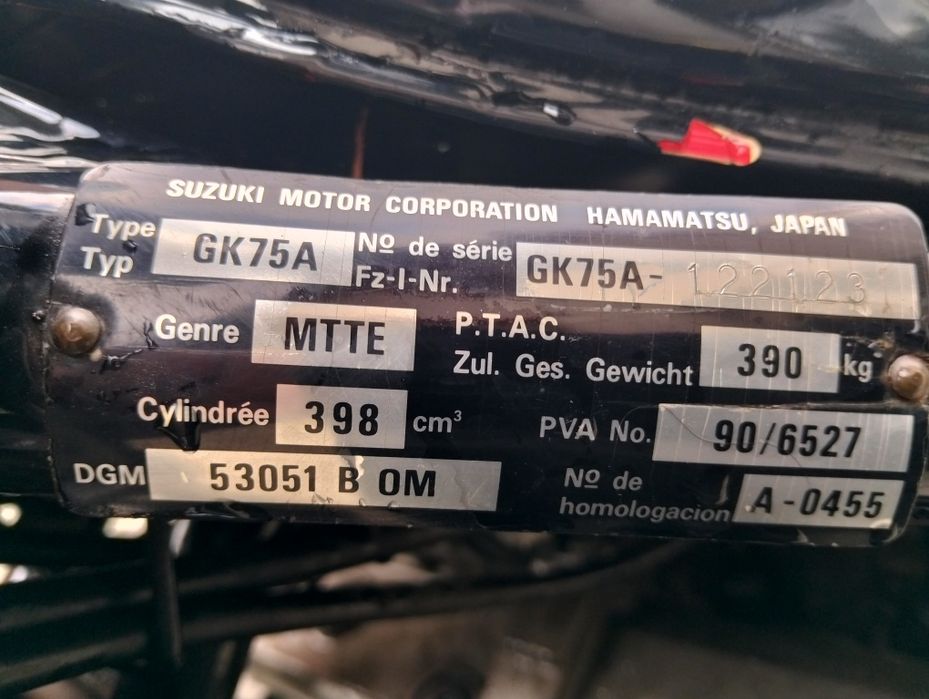 SUZUKI MOTOR CORPORATION HAMAMATSU, JAPAN
Type GK75A Nº de série GK75A-122123
Typ Fz-I-Nr.
Genre MTTE P.T.A.C. 390 kg
Zul. Ges. Gewicht
Cylindrée 398 cm³ PVA No. 90/6527
DGM 53051 B OM Nº de homologacion A-0455